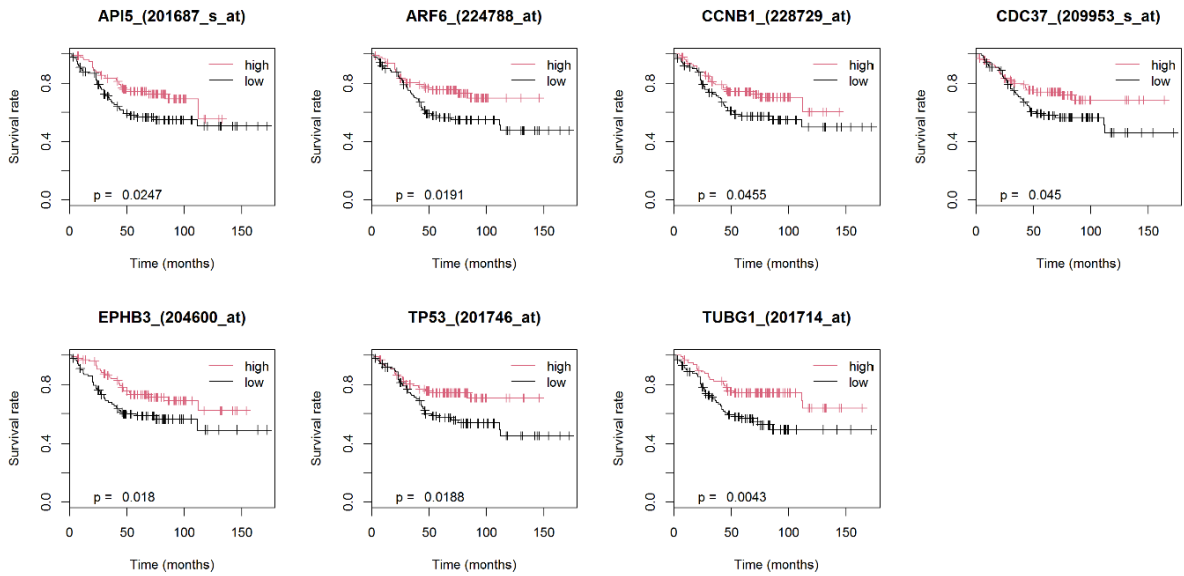 API5_(201687_s_at)
Survival rate
0.0 0.4 0.8
high
low
p = 0.0247
0 50 100 150
Time (months)
ARF6_(224788_at)
Survival rate
0.0 0.4 0.8
high
low
p = 0.0191
0 50 100 150
Time (months)
CCNB1_(228729_at)
Survival rate
0.0 0.4 0.8
high
low
p = 0.0455
0 50 100 150
Time (months)
CDC37_(209953_s_at)
Survival rate
0.0 0.4 0.8
high
low
p = 0.045
0 50 100 150
Time (months)
EPHB3_(204600_at)
Survival rate
0.0 0.4 0.8
high
low
p = 0.018
0 50 100 150
Time (months)
TP53_(201746_at)
Survival rate
0.0 0.4 0.8
high
low
p = 0.0188
0 50 100 150
Time (months)
TUBG1_(201714_at)
Survival rate
0.0 0.4 0.8
high
low
p = 0.0043
0 50 100 150
Time (months)